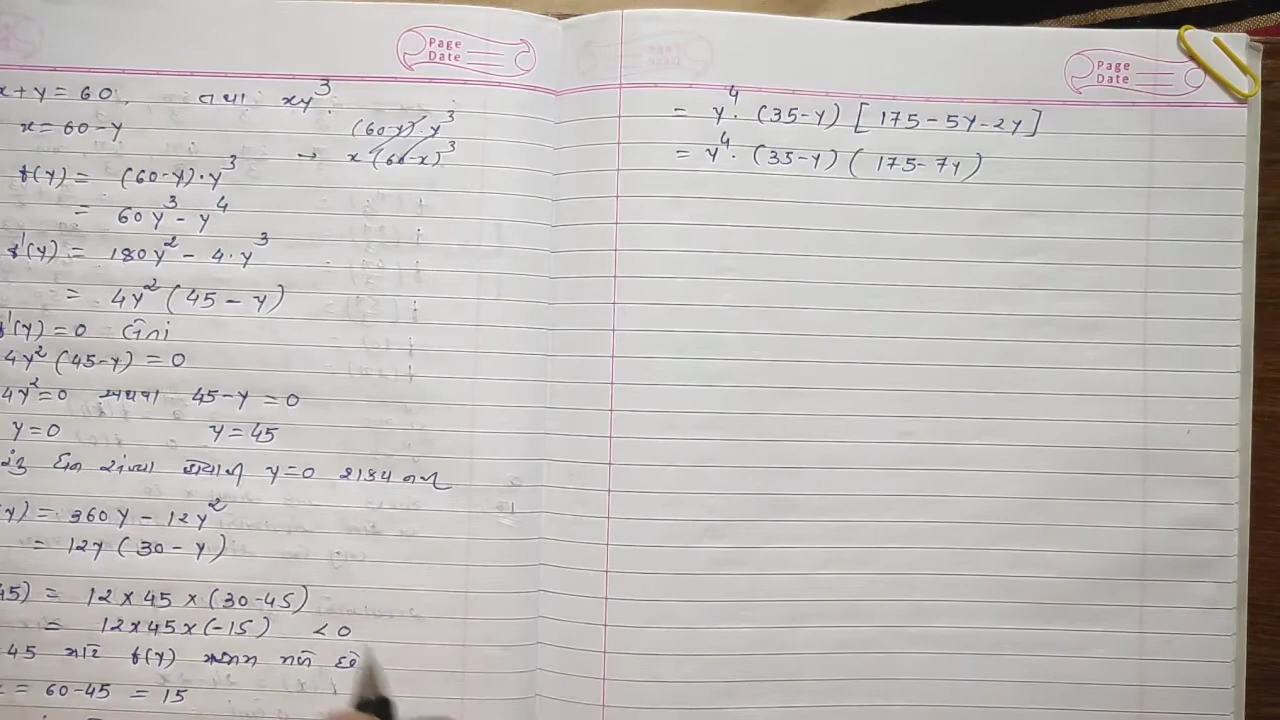 Page
Date
x + y = 60, તથા xy³
x = 60 - y
(60-y) y³
→ x(60-x)³
f(y) = (60-y)·y³
= 60y³ - y⁴
f'(y) = 180y² - 4·y³
= 4y² (45 - y)
f'(y) = 0 લેતાં
4y² (45-y) = 0
4y² = 0 અથવા 45 - y = 0
y = 0 y = 45
ધન સંખ્યા હોવાથી y = 0 શક્ય નથી
y) = 360y - 12y²
= 12y (30 - y)
45) = 12 x 45 x (30-45)
= 12 x 45 x (-15) < 0
45 માટે f(y)
= 60-45 = 15
Page
Date
= y⁴· (35-y) [175 - 5y - 2y]
= y⁴· (35-y) (175 - 7y)